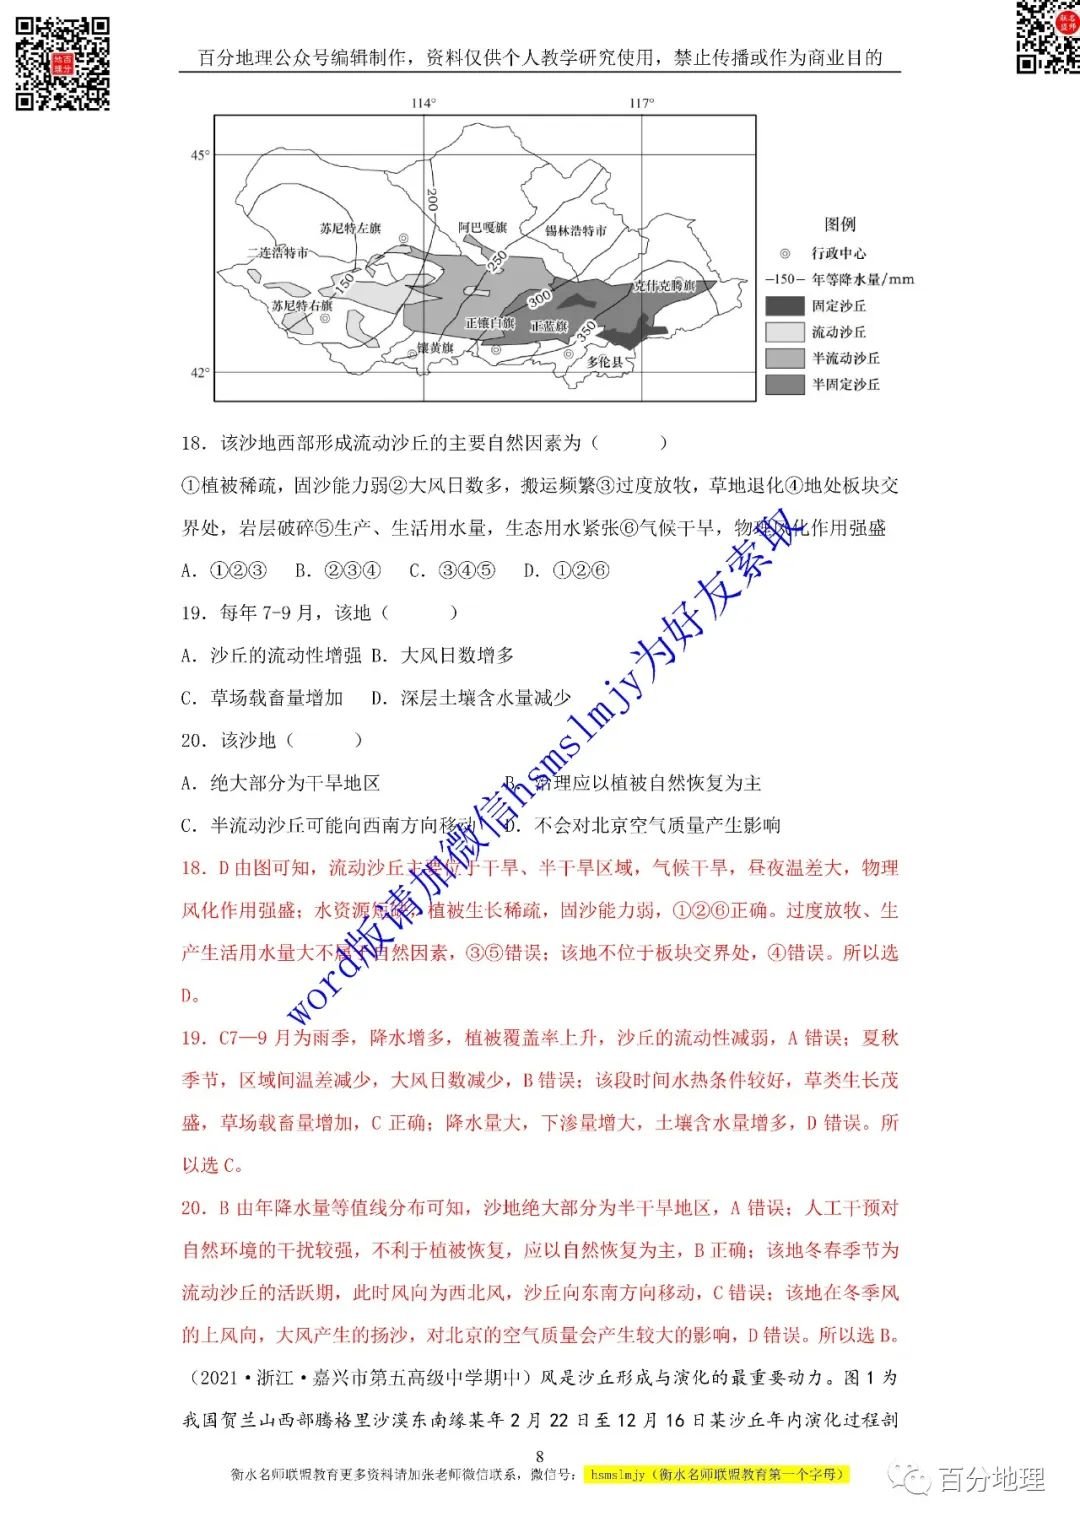 百分地理公众号编辑制作，资料仅供个人教学研究使用，禁止传播或作为商业目的
114°
117°
45°
42°
200
苏尼特左旗
阿巴嘎旗
锡林浩特市
二连浩特市
250
150
300
克什克腾旗
苏尼特右旗
正镶白旗
正蓝旗
350
镶黄旗
多伦县
图例
行政中心
—150— 年等降水量/mm
固定沙丘
流动沙丘
半流动沙丘
半固定沙丘
18．该沙地西部形成流动沙丘的主要自然因素为（　　　）
①植被稀疏，固沙能力弱②大风日数多，搬运频繁③过度放牧，草地退化④地处板块交
界处，岩层破碎⑤生产、生活用水量，生态用水紧张⑥气候干旱，物理风化作用强盛
A．①②③　B．②③④　C．③④⑤　D．①②⑥
19．每年 7-9 月，该地（　　　）
A．沙丘的流动性增强 B．大风日数增多
C．草场载畜量增加　D．深层土壤含水量减少
20．该沙地（　　　）
A．绝大部分为干旱地区　B．治理应以植被自然恢复为主
C．半流动沙丘可能向西南方向移动　D．不会对北京空气质量产生影响
18．D 由图可知，流动沙丘主要位于干旱、半干旱区域，气候干旱，昼夜温差大，物理
风化作用强盛；水资源短缺，植被生长稀疏，固沙能力弱，①②⑥正确。过度放牧、生
产生活用水量大不属于自然因素，③⑤错误；该地不位于板块交界处，④错误。所以选
D。
19．C7—9 月为雨季，降水增多，植被覆盖率上升，沙丘的流动性减弱，A 错误；夏秋
季节，区域间温差减少，大风日数减少，B 错误；该段时间水热条件较好，草类生长茂
盛，草场载畜量增加，C 正确；降水量大，下渗量增大，土壤含水量增多，D 错误。所
以选 C。
20．B 由年降水量等值线分布可知，沙地绝大部分为半干旱地区，A 错误；人工干预对
自然环境的干扰较强，不利于植被恢复，应以自然恢复为主，B 正确；该地冬春季节为
流动沙丘的活跃期，此时风向为西北风，沙丘向东南方向移动，C 错误；该地在冬季风
的上风向，大风产生的扬沙，对北京的空气质量会产生较大的影响，D 错误。所以选 B。
（2021·浙江·嘉兴市第五高级中学期中）风是沙丘形成与演化的最重要动力。图 1 为
我国贺兰山西部腾格里沙漠东南缘某年 2 月 22 日至 12 月 16 日某沙丘年内演化过程剖
word版请加微信hsmslmjy为好友索取
8
衡水名师联盟教育更多资料请加张老师微信联系，微信号： hsmslmjy（衡水名师联盟教育第一个字母）
百分地理